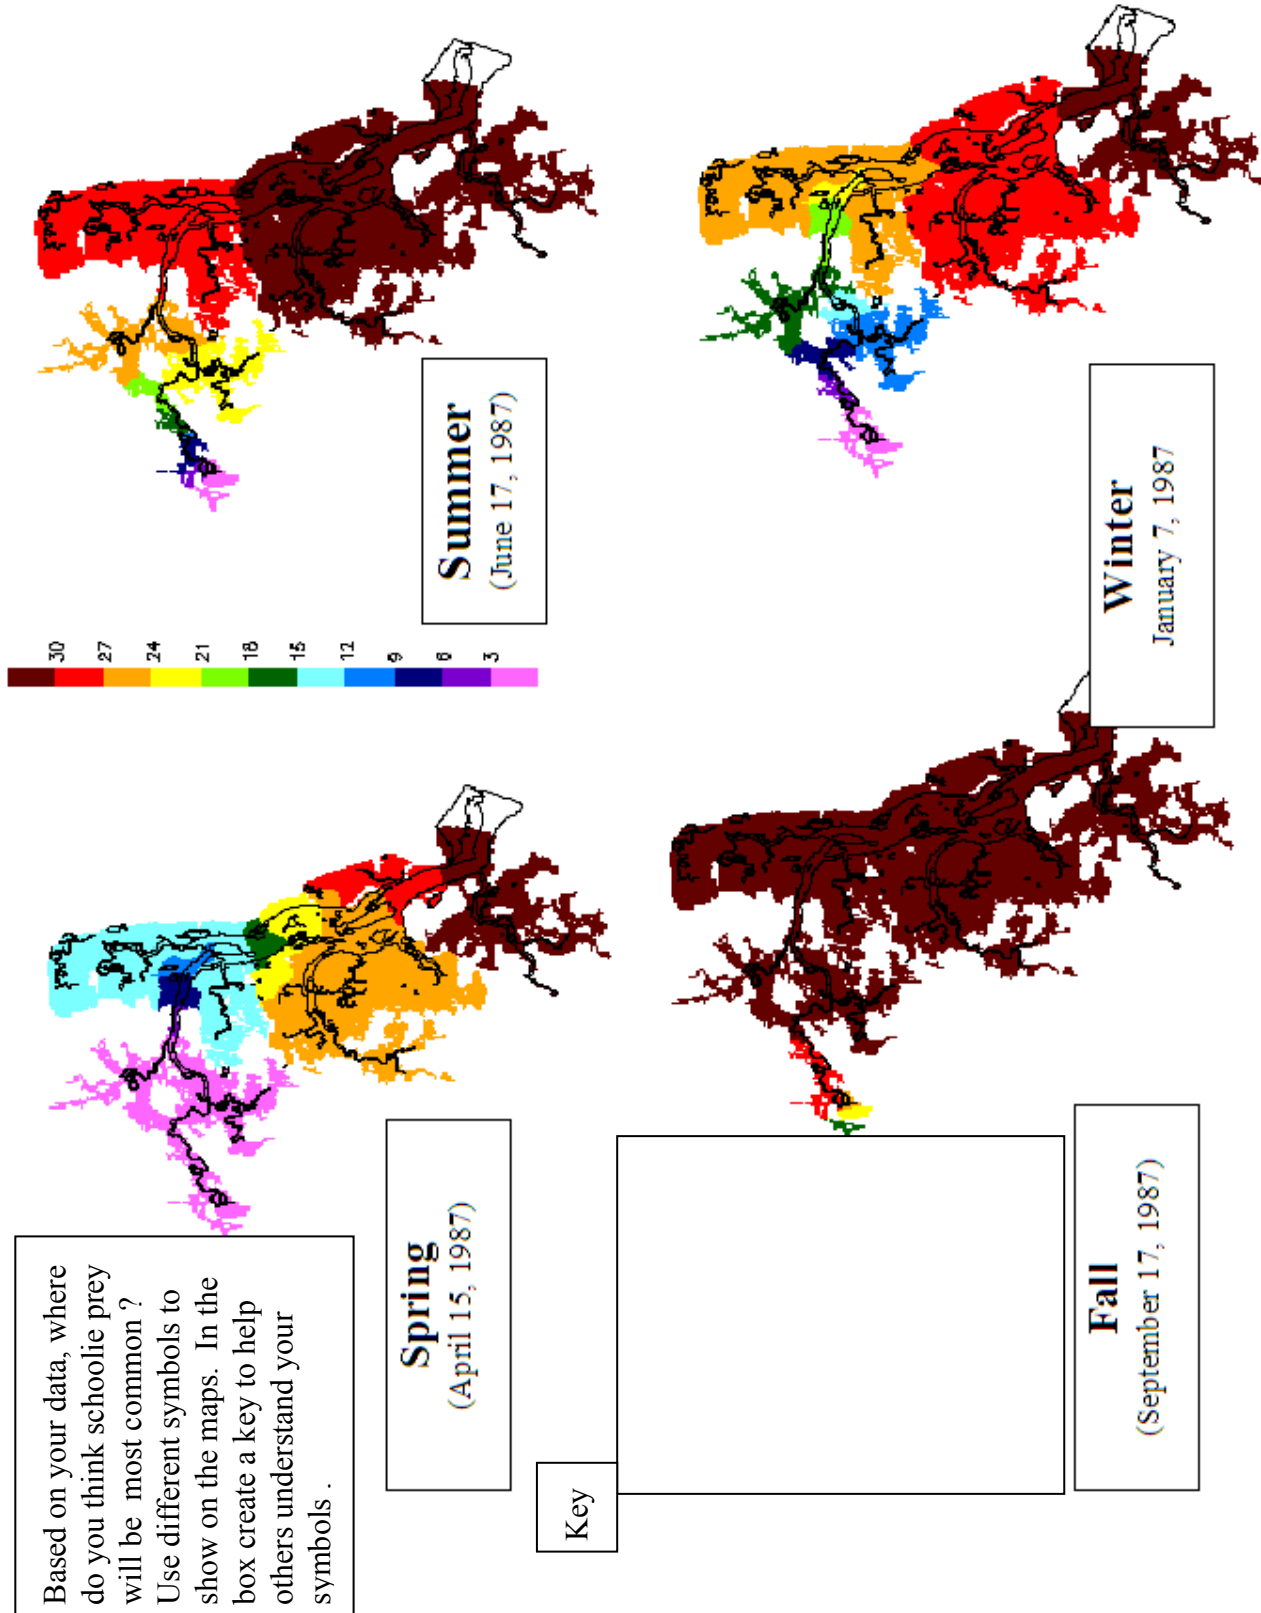 Based on your data, where
do you think schoolie prey
will be most common ?
Use different symbols to
show on the maps. In the
box create a key to help
others understand your
symbols .
Spring
(April 15, 1987)
30
27
24
21
18
15
12
9
6
3
Summer
(June 17, 1987)
Key
Fall
(September 17, 1987)
Winter
January 7, 1987